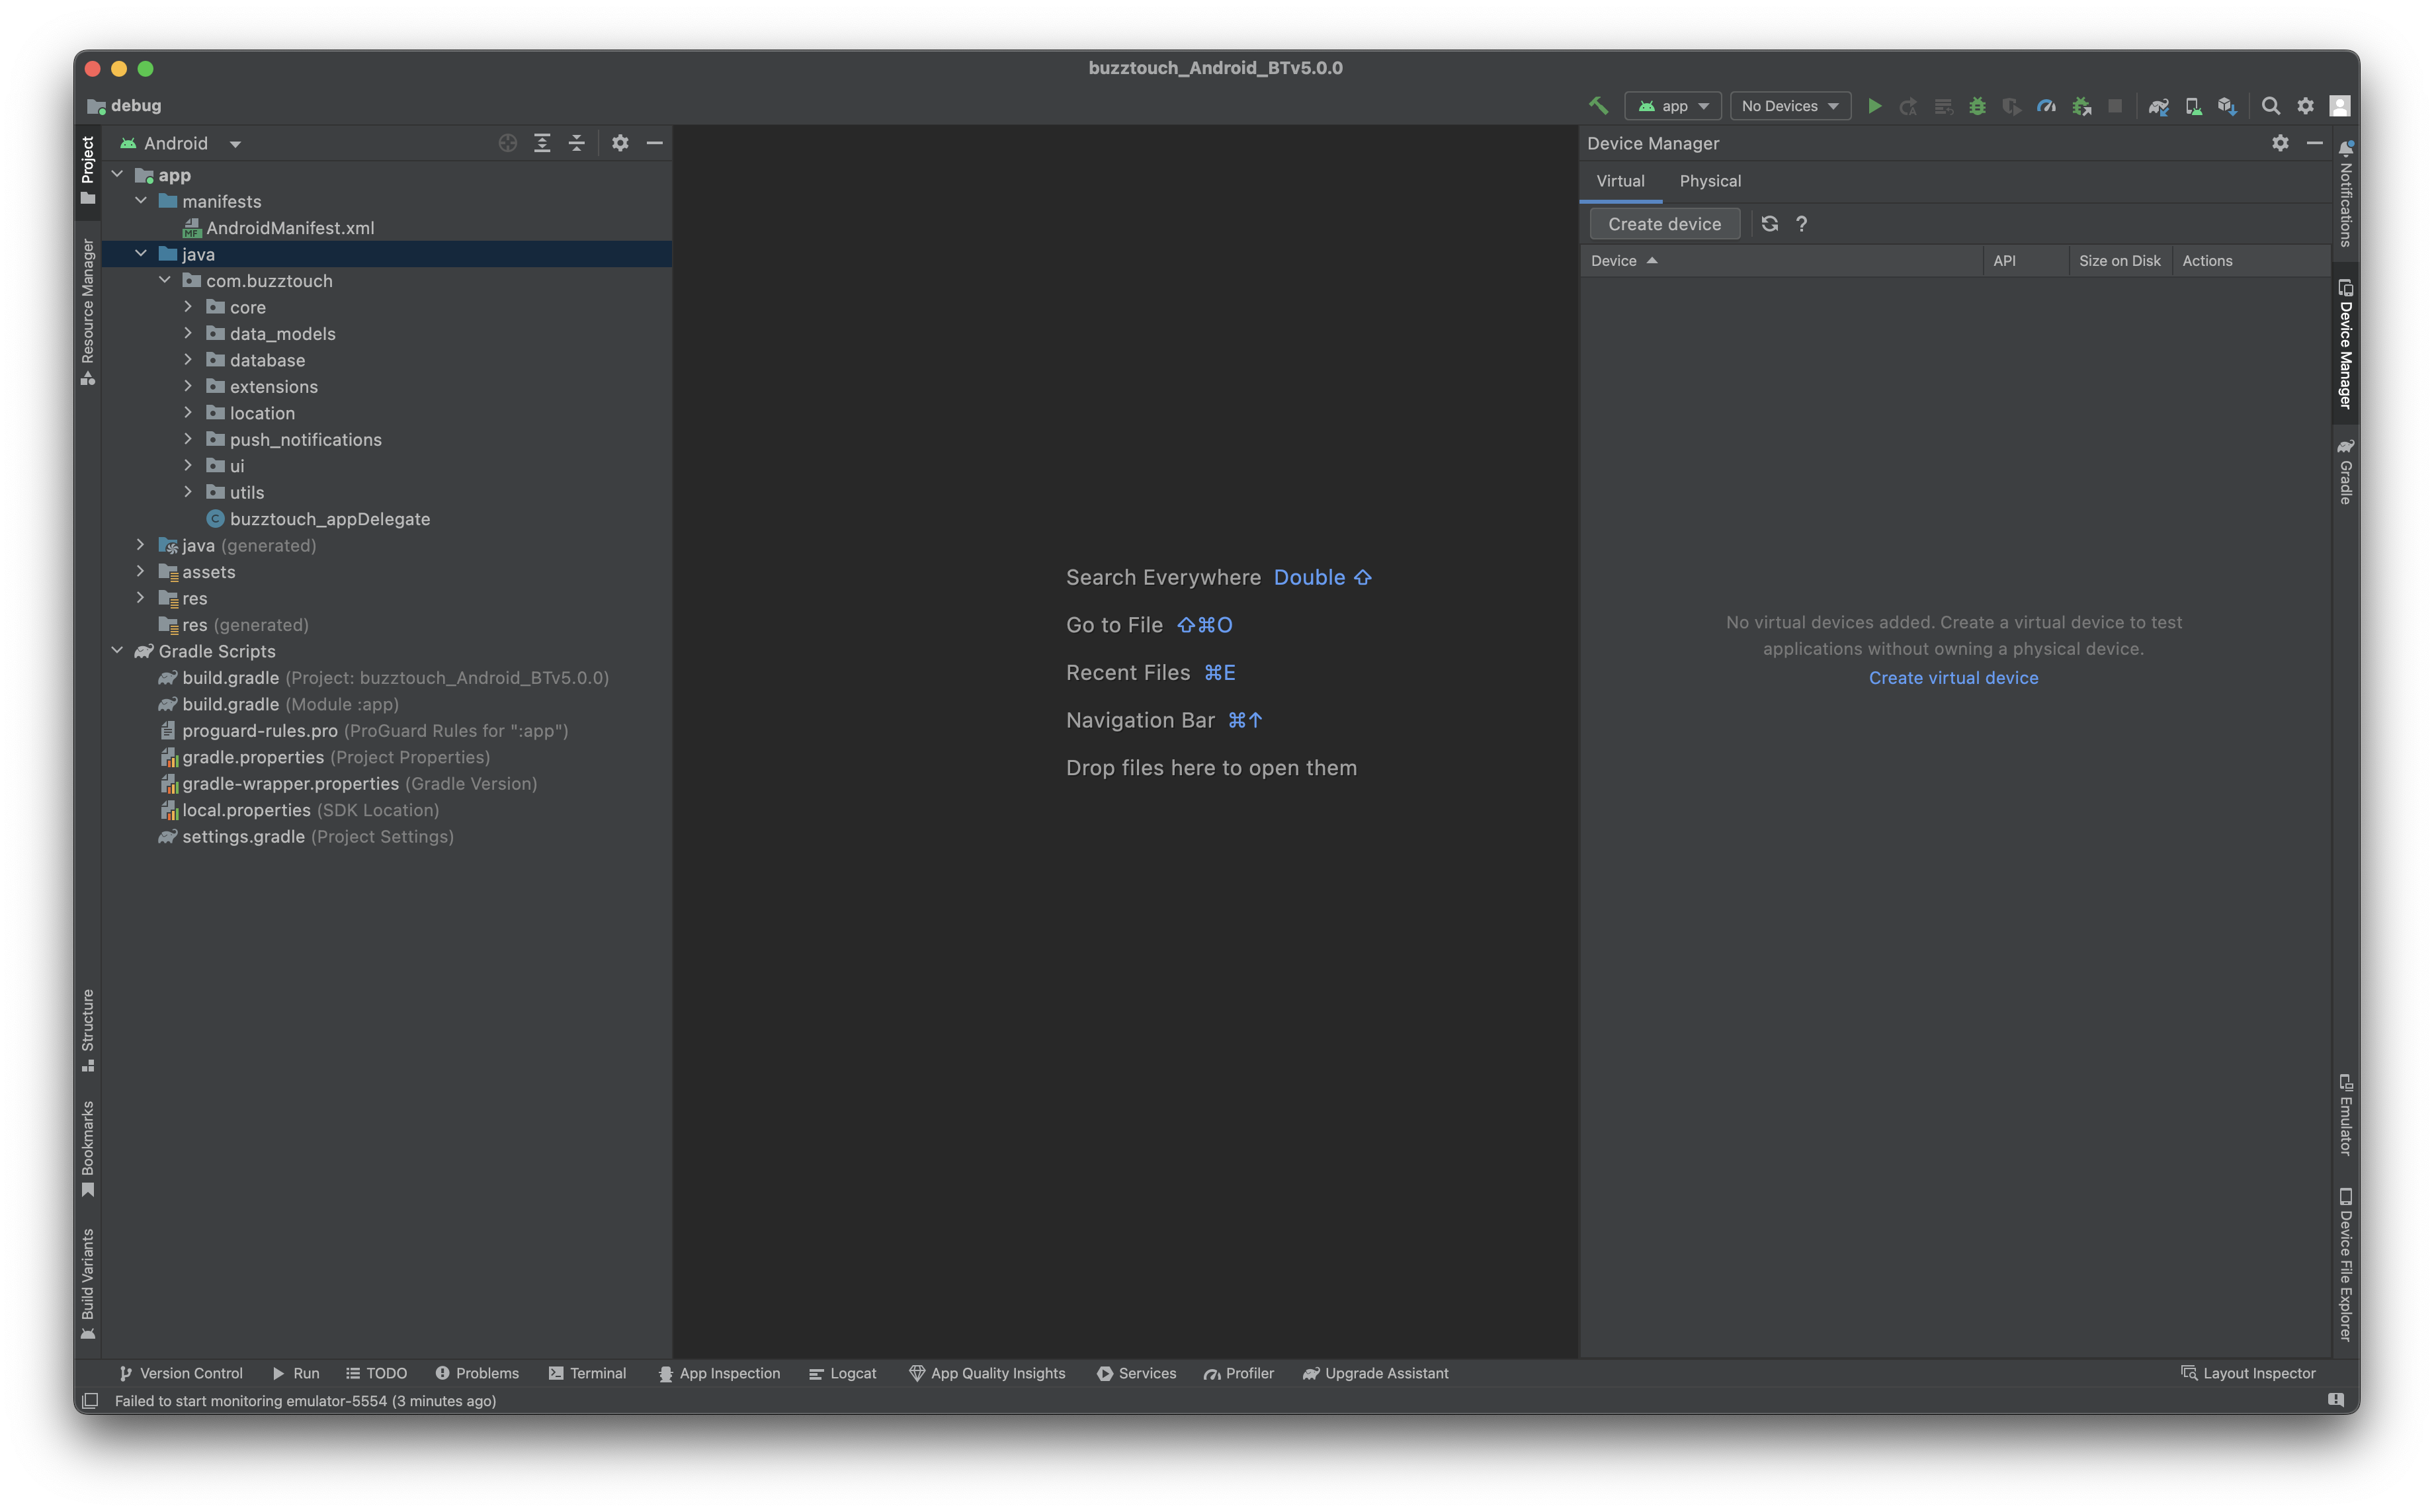 buzztouch_Android_BTv5.0.0
debug
app
No Devices
Project
Resource Manager
Structure
Bookmarks
Build Variants
Android
app
manifests
MF
AndroidManifest.xml
java
com.buzztouch
core
data_models
database
extensions
location
push_notifications
ui
utils
C buzztouch_appDelegate
java (generated)
assets
res
res (generated)
Gradle Scripts
build.gradle (Project: buzztouch_Android_BTv5.0.0)
build.gradle (Module :app)
proguard-rules.pro (ProGuard Rules for ":app")
gradle.properties (Project Properties)
gradle-wrapper.properties (Gradle Version)
local.properties (SDK Location)
settings.gradle (Project Settings)
Search Everywhere Double ⇧
Go to File ⇧⌘O
Recent Files ⌘E
Navigation Bar ⌘↑
Drop files here to open them
Device Manager
Virtual Physical
Create device ?
Device API Size on Disk Actions
No virtual devices added. Create a virtual device to test
applications without owning a physical device.
Create virtual device
Notifications
Device Manager
Gradle
Emulator
Device File Explorer
Version Control Run TODO Problems Terminal App Inspection Logcat App Quality Insights Services Profiler Upgrade Assistant Layout Inspector
Failed to start monitoring emulator-5554 (3 minutes ago)